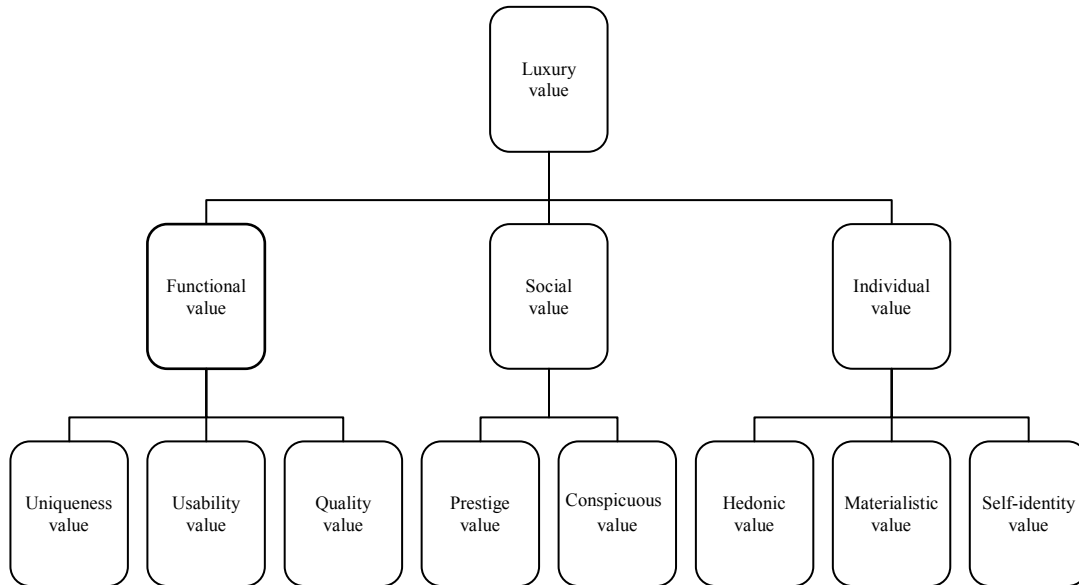 Luxury
value
Functional
value
Social
value
Individual
value
Uniqueness
value
Usability
value
Quality
value
Prestige
value
Conspicuous
value
Hedonic
value
Materialistic
value
Self-identity
value